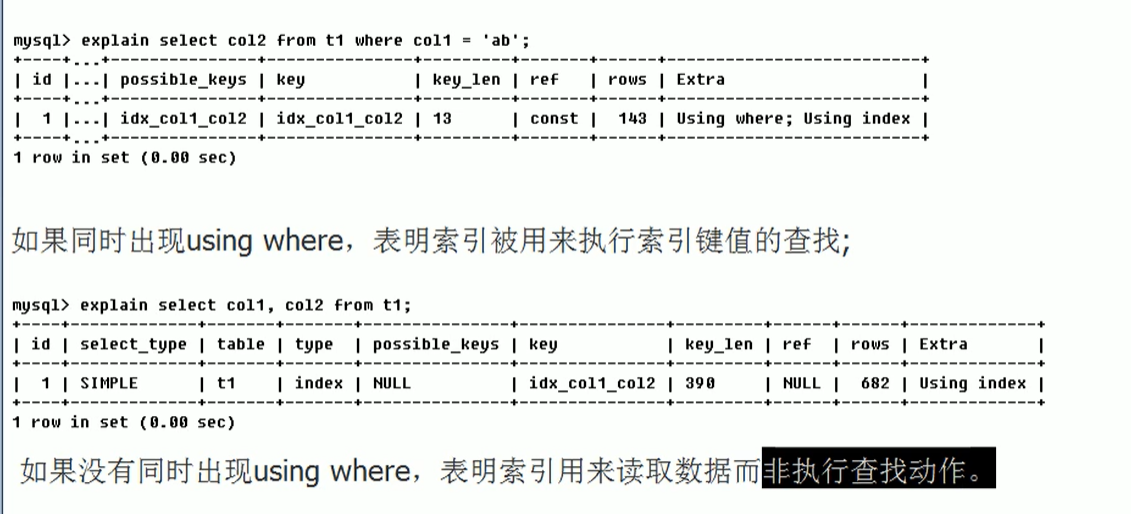 mysql> explain select col2 from t1 where col1 = 'ab';
+----+...+---------------+---------------+---------+-------+------+--------------------------+
| id |...| possible_keys | key           | key_len | ref   | rows | Extra                    |
+----+...+---------------+---------------+---------+-------+------+--------------------------+
|  1 |...| idx_col1_col2 | idx_col1_col2 | 13      | const |  143 | Using where; Using index |
+----+...+---------------+---------------+---------+-------+------+--------------------------+
1 row in set (0.00 sec)
如果同时出现using where，表明索引被用来执行索引键值的查找;
mysql> explain select col1, col2 from t1;
+----+-------------+-------+-------+---------------+---------------+---------+------+------+-------------+
| id | select_type | table | type  | possible_keys | key           | key_len | ref  | rows | Extra       |
+----+-------------+-------+-------+---------------+---------------+---------+------+------+-------------+
|  1 | SIMPLE      | t1    | index | NULL          | idx_col1_col2 | 390     | NULL |  682 | Using index |
+----+-------------+-------+-------+---------------+---------------+---------+------+------+-------------+
1 row in set (0.00 sec)
如果没有同时出现using where，表明索引用来读取数据而非执行查找动作。